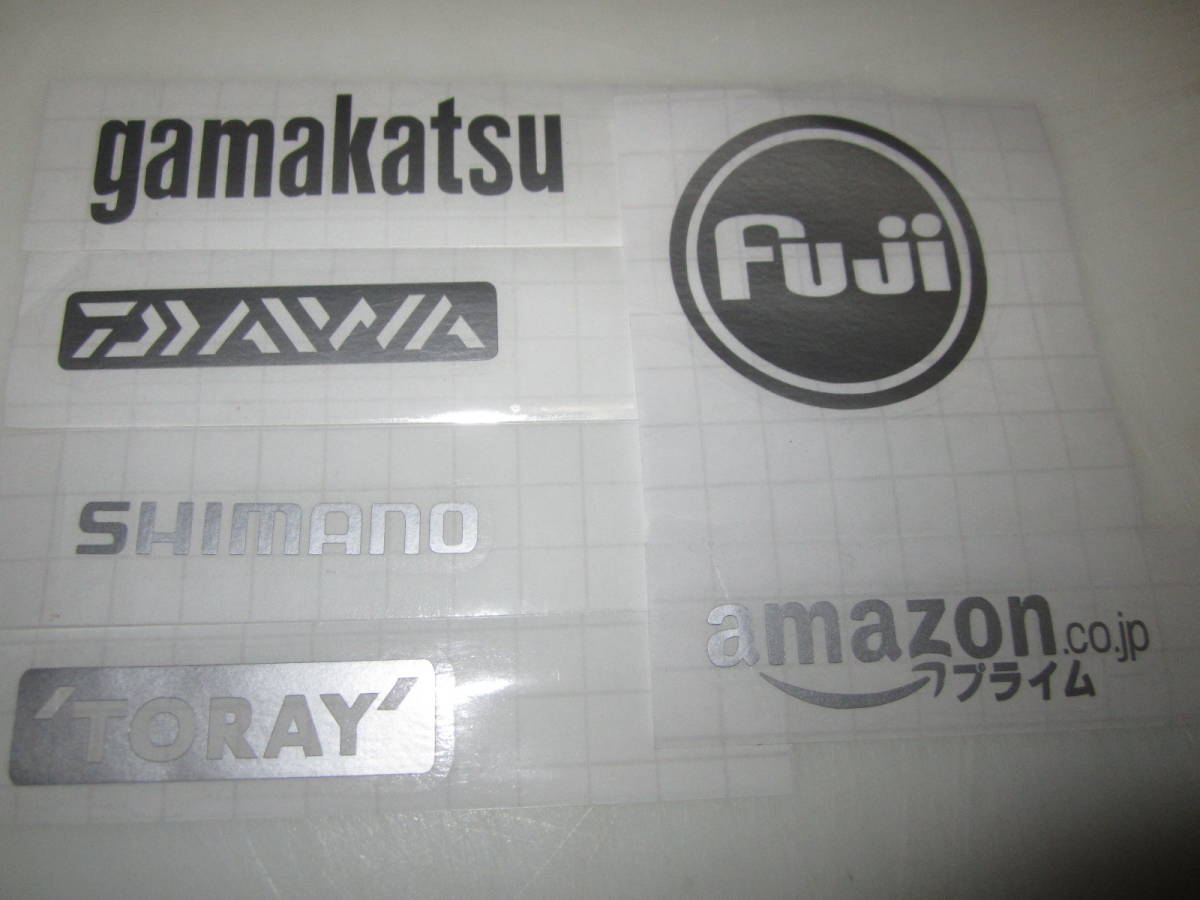 gamakatsu
DAIWA
SHIMANO
'TORAY'
Fuji
amazon.co.jp
プライム